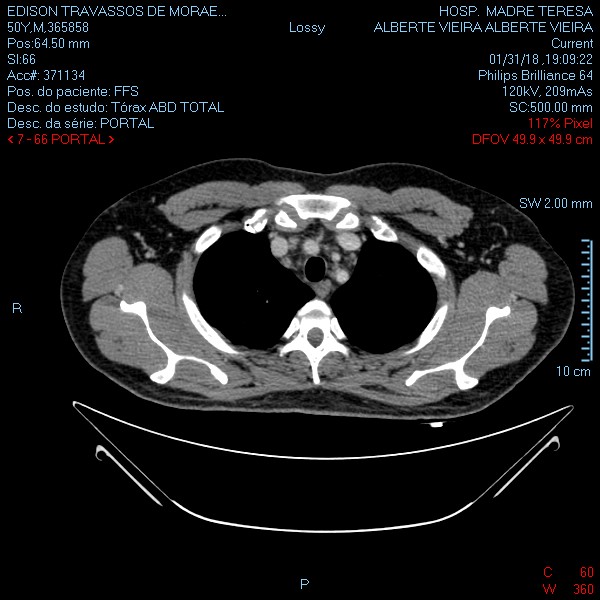 EDISON TRAVASSOS DE MORAE...
50Y,M,365858
Pos:64.50 mm
SI:66
Acc#: 371134
Pos. do paciente: FFS
Desc. do estudo: Tórax ABD TOTAL
Desc. da série: PORTAL
< 7 - 66 PORTAL >
Lossy
HOSP. MADRE TERESA
ALBERTE VIEIRA ALBERTE VIEIRA
Current
01/31/18 ,19:09:22
Philips Brilliance 64
120kV, 209mAs
SC:500.00 mm
117% Pixel
DFOV 49.9 x 49.9 cm
SW 2.00 mm
R
10 cm
P
C 60
W 360